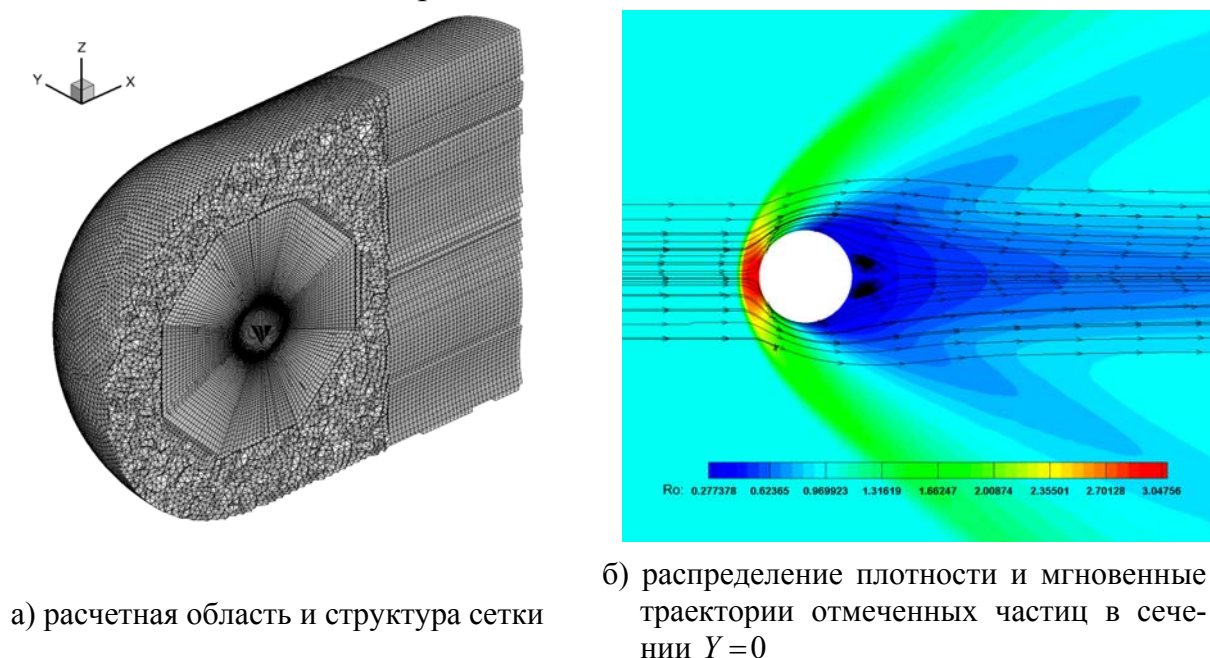 Z
Y
X
Ro: 0.277378 0.62365 0.969923 1.31619 1.66247 2.00874 2.35501 2.70128 3.04756
а) расчетная область и структура сетки
б) распределение плотности и мгновенные
траектории отмеченных частиц в сече-
нии Y = 0